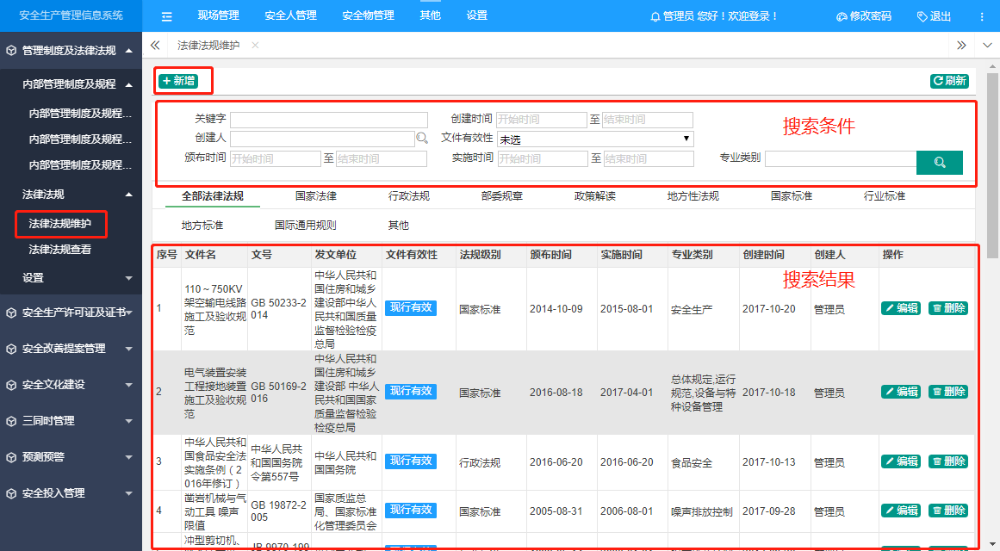 安全生产管理信息系统
现场管理 安全人管理 安全物管理 其他 设置
管理员 您好！欢迎登录！ 修改密码 退出
法律法规维护
管理制度及法律法规
内部管理制度及规程
内部管理制度及规程...
内部管理制度及规程...
内部管理制度及规程...
法律法规
法律法规维护
法律法规查看
设置
安全生产许可证及证书
安全改善提案管理
安全文化建设
三同时管理
预测预警
安全投入管理
新增 刷新
搜索条件
关键字 创建时间 开始时间 至 结束时间
创建人 文件有效性 未选
颁布时间 开始时间 至 结束时间 实施时间 开始时间 至 结束时间 专业类别
全部法律法规 国家法律 行政法规 部委规章 政策解读 地方性法规 国家标准 行业标准
地方标准 国际通用规则 其他
序号 文件名 文号 发文单位 文件有效性 法规级别 颁布时间 实施时间 专业类别 创建时间 创建人 操作
搜索结果
1
110～750KV
架空输电线路
施工及验收规
范
GB 50233-2
014
中华人民共和
国住房和城乡
建设部中华人
民共和国质量
监督检验检疫
总局
现行有效 国家标准 2014-10-09 2015-08-01 安全生产 2017-10-20 管理员 编辑 删除
2
电气装置安装
工程接地装置
施工及验收规
范
GB 50169-2
016
中华人民共和
国住房和城乡
建设部 中华人
民共和国国家
质量监督检验
检疫总局
现行有效 国家标准 2016-08-18 2017-04-01
总体规定,运行
规范,设备与特
种设备管理
2017-10-18 管理员 编辑 删除
3
中华人民共和
国食品安全法
实施条例（2
016年修订）
中华人民共
和国国务院
令第557号
中华人民共和
国国务院
现行有效 行政法规 2016-06-20 2016-06-20 食品安全 2017-10-13 管理员 编辑 删除
4
凿岩机械与气
动工具 噪声
限值
GB 19872-2
005
国家质监总
局、国家标准
化管理委员会
现行有效 国家标准 2005-08-31 2006-08-01 噪声排放控制 2017-09-28 管理员 编辑 删除
冲型剪切机、
JB 9970-199